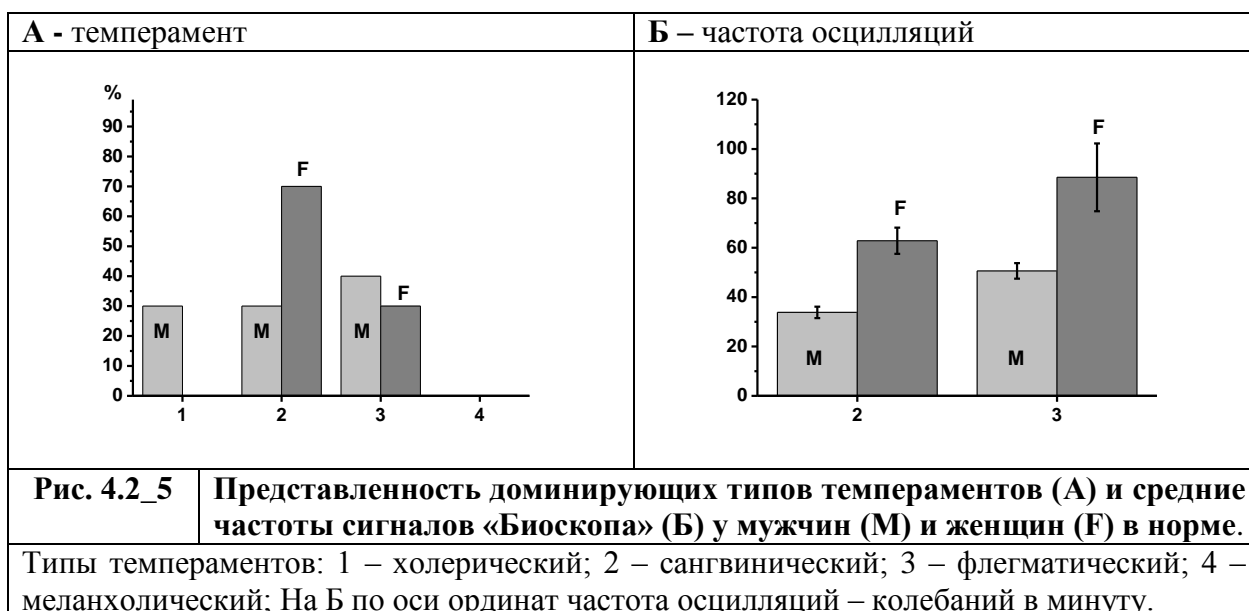 А - темперамент
Б – частота осцилляций
%
90
80
70
60
50
40
30
20
10
0
M
M
F
M
F
1 2 3 4
120
100
80
60
40
20
0
M
F
M
F
2 3
Рис. 4.2_5
Представленность доминирующих типов темпераментов (А) и средние
частоты сигналов «Биоскопа» (Б) у мужчин (М) и женщин (F) в норме.
Типы темпераментов: 1 – холерический; 2 – сангвинический; 3 – флегматический; 4 –
меланхолический; На Б по оси ординат частота осцилляций – колебаний в минуту.